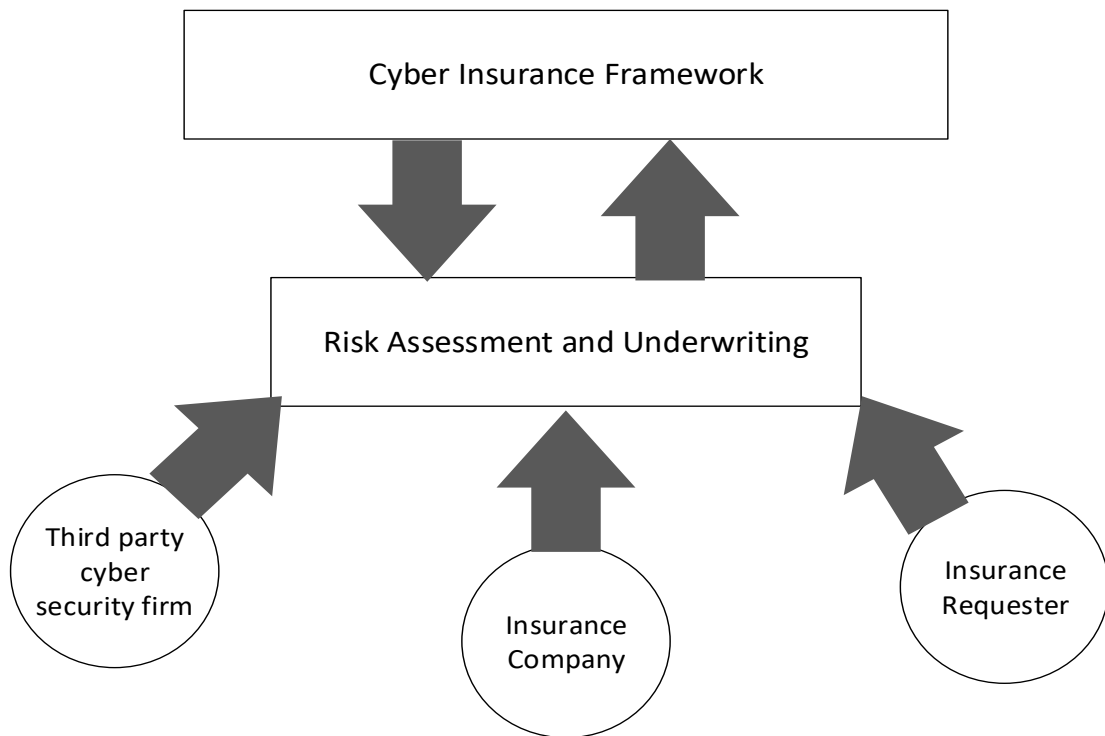 Cyber Insurance Framework
Risk Assessment and Underwriting
Third party
cyber
security firm
Insurance
Company
Insurance
Requester